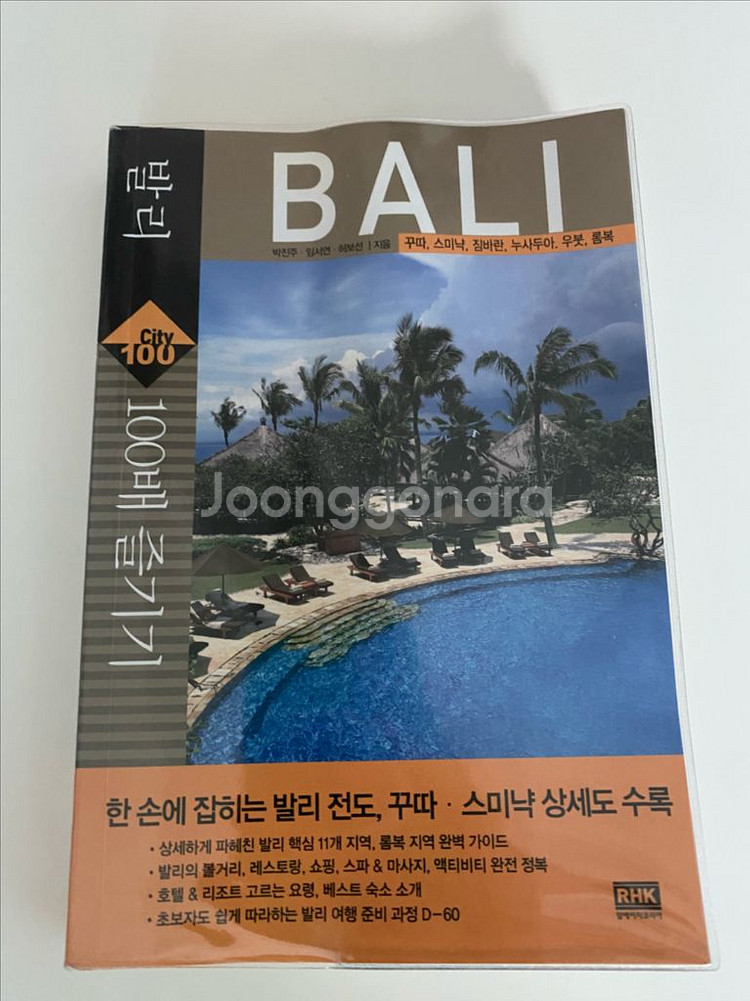 BALI
박진주 · 임서연 · 허보선 | 지음
꾸따, 스미냑, 짐바란, 누사두아, 우붓, 롬복
발리
City
100
100배 즐기기
Joonggonara
한 손에 잡히는 발리 전도, 꾸따 · 스미냑 상세도 수록
• 상세하게 파헤친 발리 핵심 11개 지역, 롬복 지역 완벽 가이드
• 발리의 볼거리, 레스토랑, 쇼핑, 스파 & 마사지, 액티비티 완전 정복
• 호텔 & 리조트 고르는 요령, 베스트 숙소 소개
• 초보자도 쉽게 따라하는 발리 여행 준비 과정 D-60
RHK
알에이치코리아